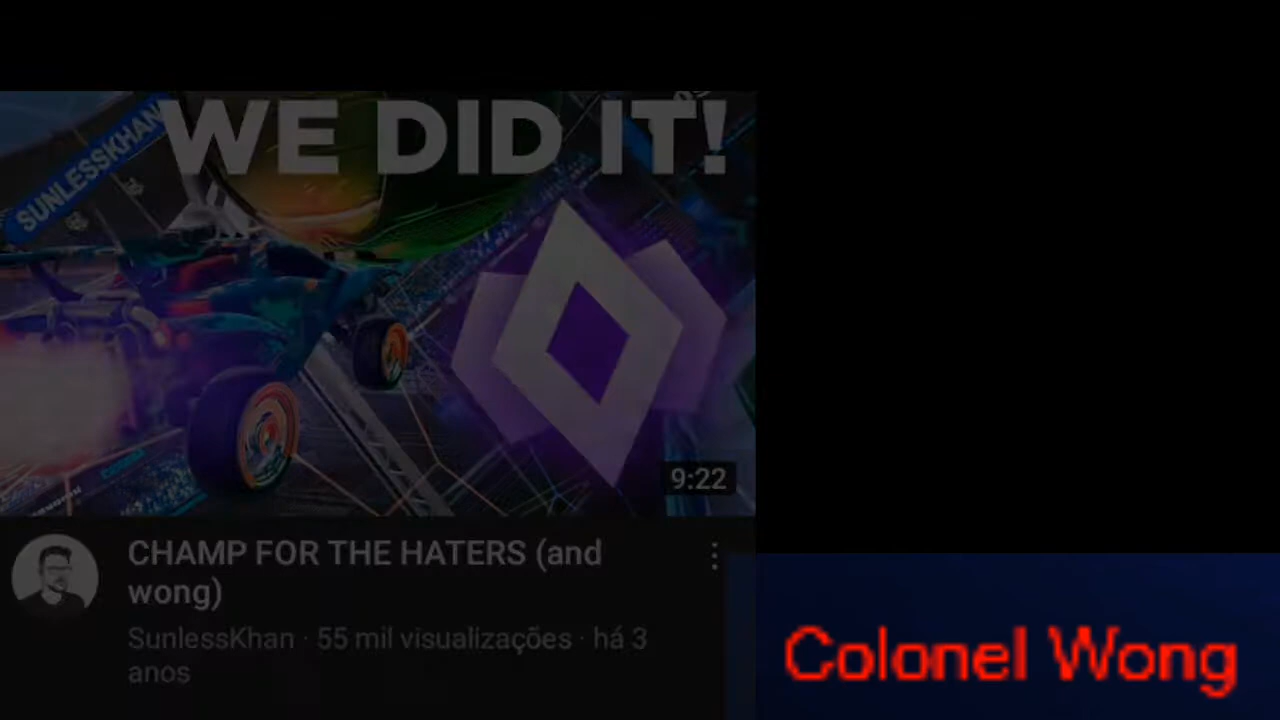 WE DID IT!
SUNLESSKHAN
9:22
CHAMP FOR THE HATERS (and
wong)
SunlessKhan · 55 mil visualizações · há 3
anos
Colonel Wong